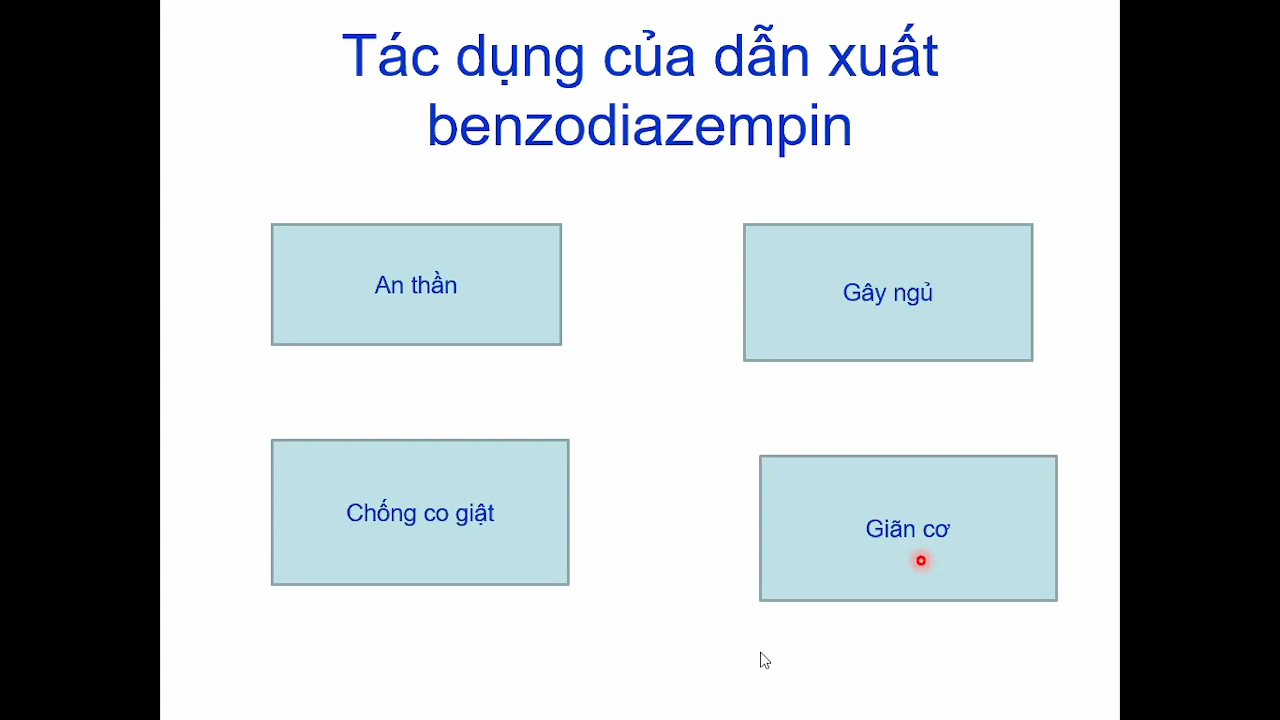 Tác dụng của dẫn xuất
benzodiazempin
An thần
Gây ngủ
Chống co giật
Giãn cơ